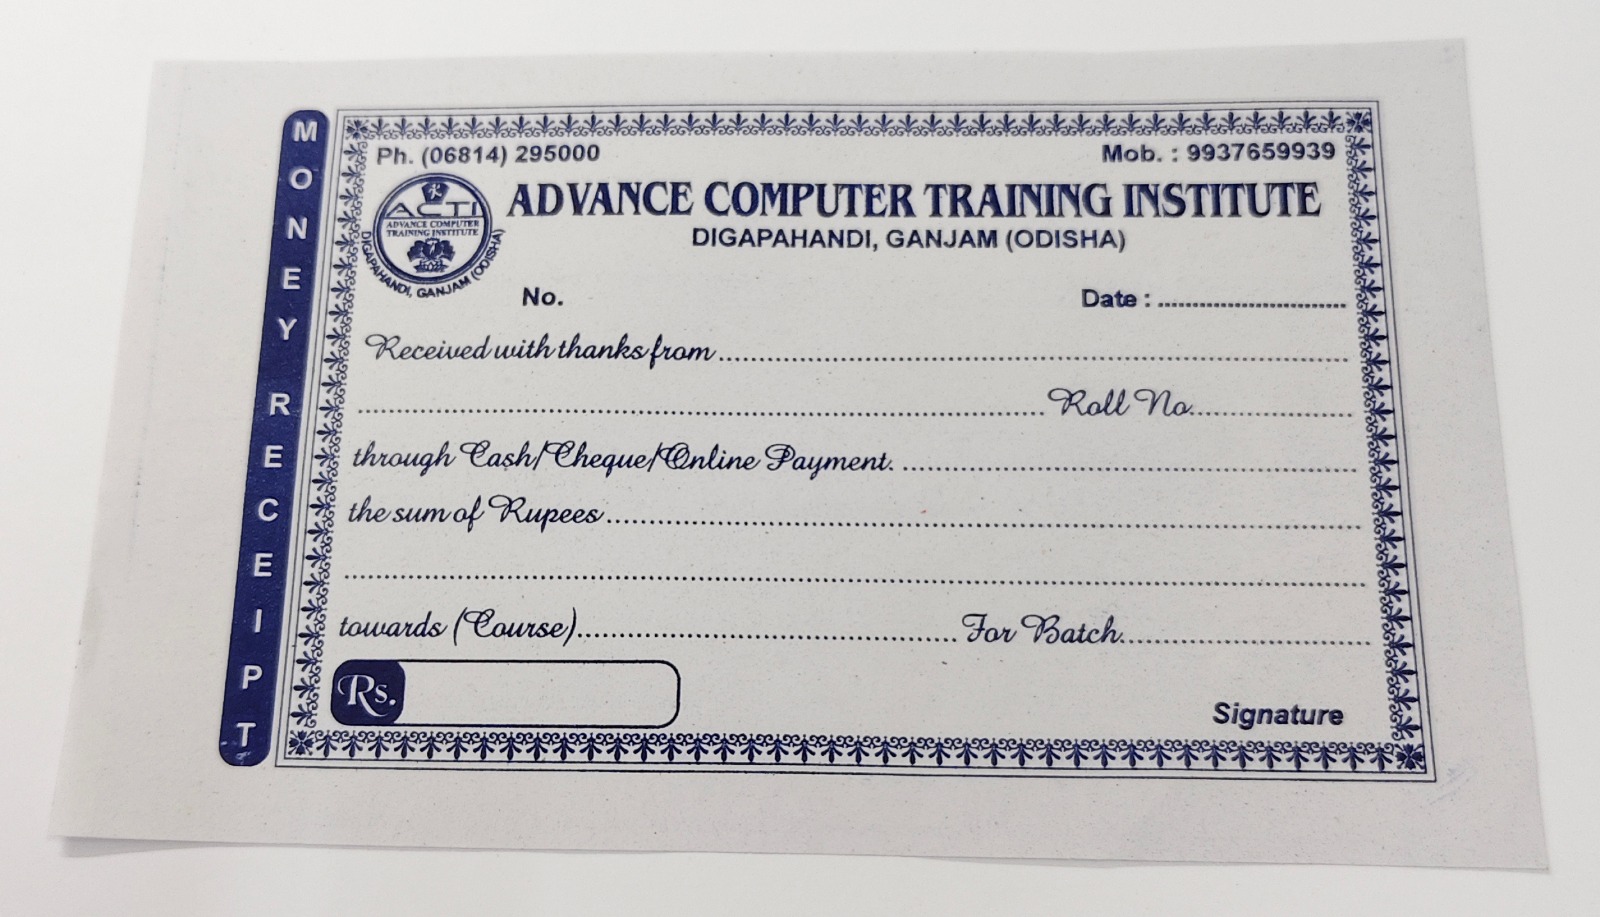 MONEY RECEIPT
Ph. (06814) 295000 Mob. : 9937659939
ACTI
ADVANCE COMPUTER
TRAINING INSTITUTE
DIGAPAHANDI, GANJAM (ODISHA)
ADVANCE COMPUTER TRAINING INSTITUTE
DIGAPAHANDI, GANJAM (ODISHA)
No. Date : ............................
Received with thanks from ............................
............................ Roll No. ............................
through Cash/Cheque/Online Payment. ............................
the sum of Rupees ............................
............................
towards (Course) ............................ For Batch ............................
Rs.
Signature